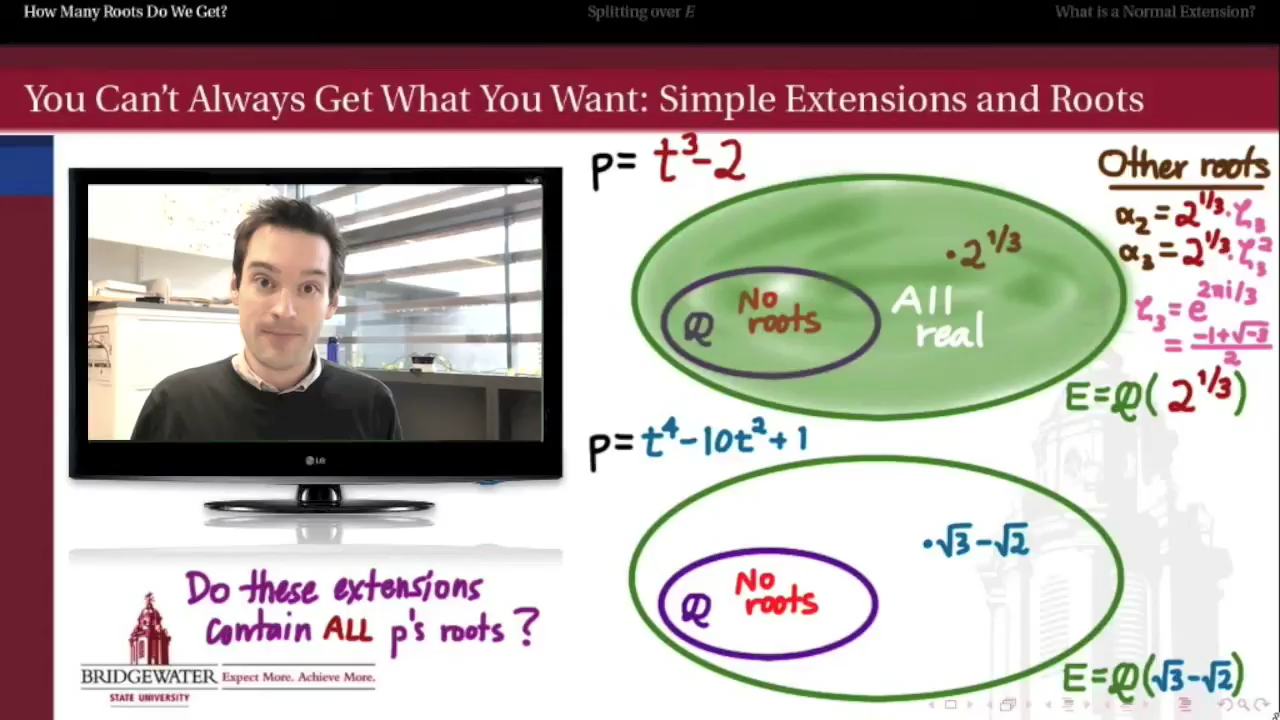 How Many Roots Do We Get?
Splitting over E
What is a Normal Extension?
You Can't Always Get What You Want: Simple Extensions and Roots
p= t³-2
Other roots
α₂ = 2^{1/3}·ζ₃
α₃ = 2^{1/3}·ζ₃²
ζ₃ = e^{2πi/3}
= \frac{-1+√-3}{2}
·2^{1/3}
No
roots
ℚ
All
real
E=ℚ(2^{1/3})
p=t⁴-10t²+1
·√3-√2
No
roots
ℚ
E=ℚ(√3-√2)
LG
Do these extensions
contain ALL p's roots?
BRIDGEWATER
STATE UNIVERSITY
Expect More. Achieve More.